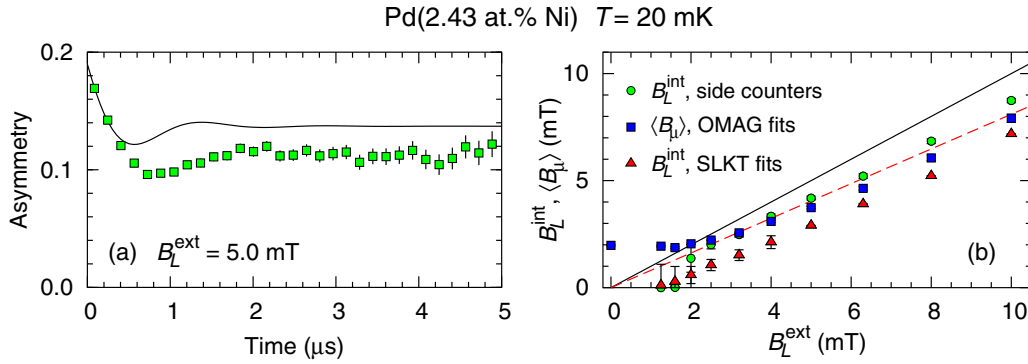 Pd(2.43 at.% Ni) T = 20 mK
0.2
0.1
0.0
Asymmetry
(a) B_L^ext = 5.0 mT
0 1 2 3 4 5
Time (μs)
10
5
0
B_L^int, ⟨B_μ⟩ (mT)
B_L^int, side counters
⟨B_μ⟩, OMAG fits
B_L^int, SLKT fits
(b)
0 2 4 6 8 10
B_L^ext (mT)